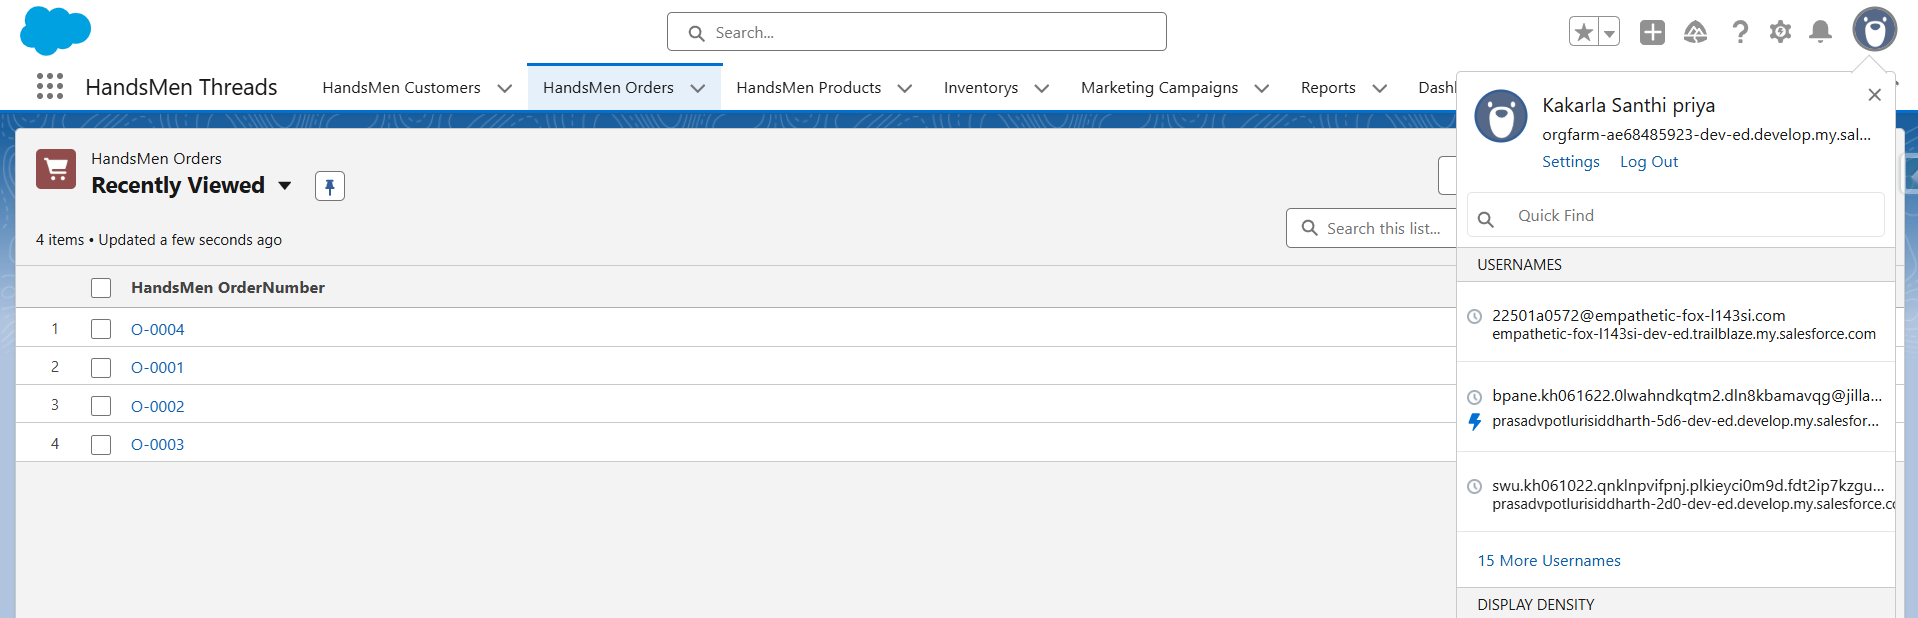 Search...
HandsMen Threads
HandsMen Customers
HandsMen Orders
HandsMen Products
Inventory
Marketing Campaigns
Reports
HandsMen Orders
Recently Viewed
4 items • Updated a few seconds ago
Search this list...
HandsMen OrderNumber
1 O-0004
2 O-0001
3 O-0002
4 O-0003
Kakarla Santhi priya
orgfarm-ae68485923-dev-ed.develop.my.sal...
Settings Log Out
Quick Find
USERNAMES
22501a0572@empathetic-fox-l143si.com
empathetic-fox-l143si-dev-ed.trailblaze.my.salesforce.com
bpane.kh061622.0lwahndkqtm2.dln8kbamavqg@jilla...
prasadvpotlurisiddharth-5d6-dev-ed.develop.my.salesfor...
swu.kh061022.qnklnpvifpnj.plkieyci0m9d.fdt2ip7kzgu...
prasadvpotlurisiddharth-2d0-dev-ed.develop.my.salesforce.co
15 More Usernames
DISPLAY DENSITY